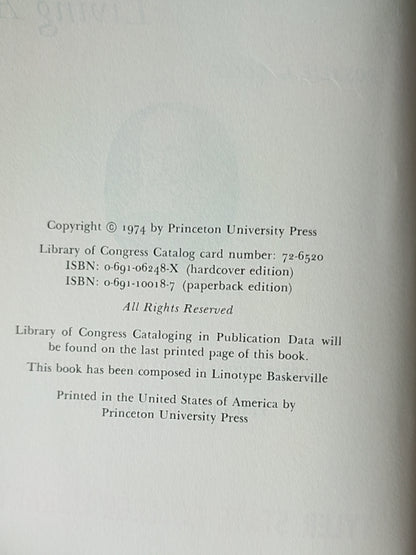 Copyright © 1974 by Princeton University Press
Library of Congress Catalog card number: 72-6520
ISBN: 0-691-06248-X (hardcover edition)
ISBN: 0-691-10018-7 (paperback edition)
All Rights Reserved
Library of Congress Cataloging in Publication Data will
be found on the last printed page of this book.
This book has been composed in Linotype Baskerville
Printed in the United States of America by
Princeton University Press